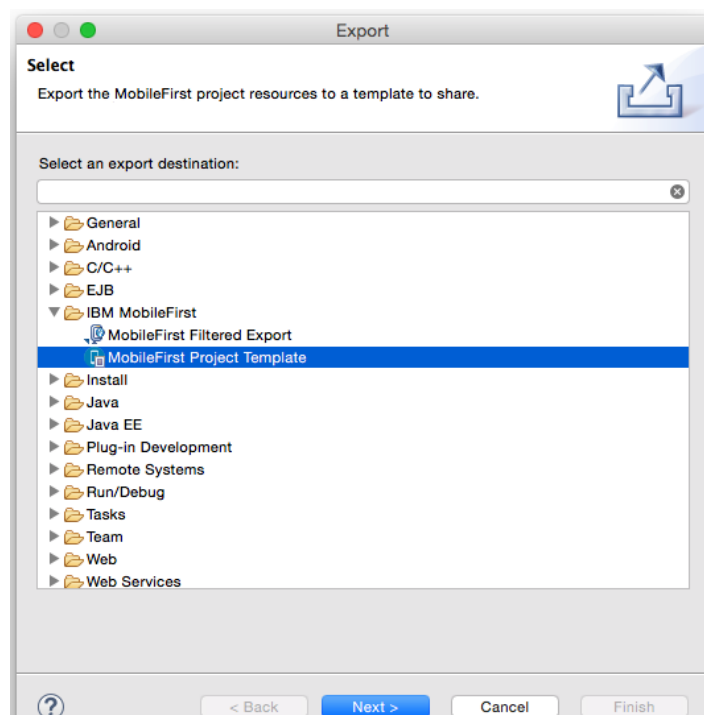 Export
Select
Export the MobileFirst project resources to a template to share.
Select an export destination:
General
Android
C/C++
EJB
IBM MobileFirst
MobileFirst Filtered Export
MobileFirst Project Template
Install
Java
Java EE
Plug-in Development
Remote Systems
Run/Debug
Tasks
Team
Web
Web Services
? < Back Next > Cancel Finish